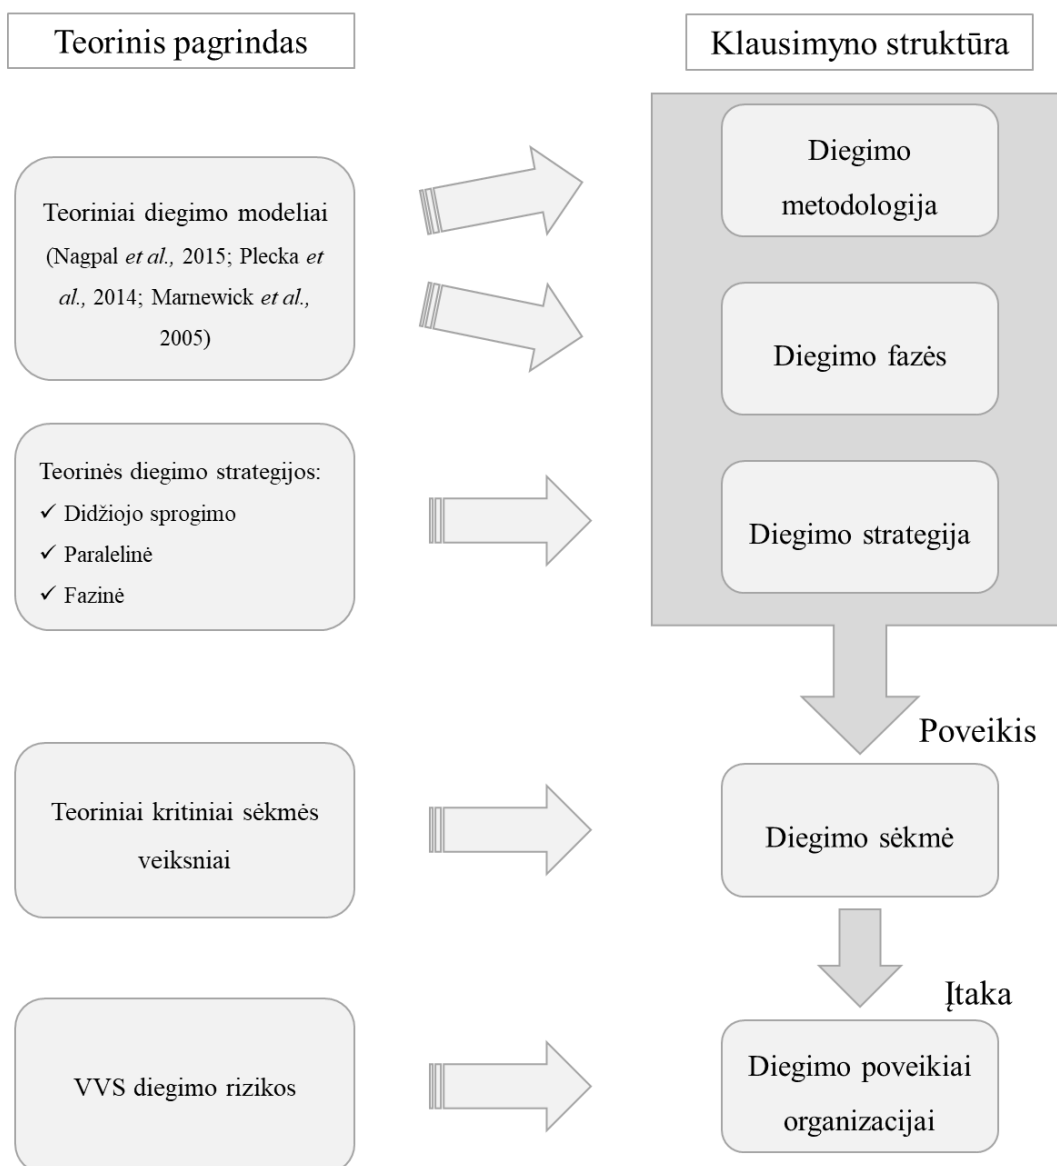 Teorinis pagrindas
Klausimyno struktūra
Teoriniai diegimo modeliai
(Nagpal et al., 2015; Plecka et
al., 2014; Marnewick et al.,
2005)
Diegimo
metodologija
Diegimo fazės
Teorinės diegimo strategijos:
✓ Didžiojo sprogimo
✓ Paralelinė
✓ Fazinė
Diegimo strategija
Poveikis
Teoriniai kritiniai sėkmės
veiksniai
Diegimo sėkmė
Įtaka
VVS diegimo rizikos
Diegimo poveikiai
organizacijai